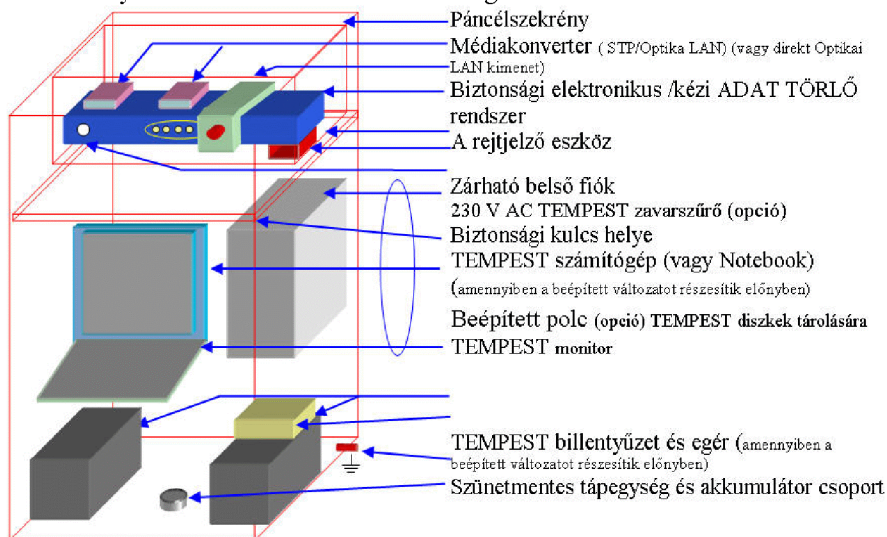 Páncélszekrény
Médiakonverter ( STP/Optika LAN) (vagy direkt Optikai
LAN kimenet)
Biztonsági elektronikus /kézi ADAT TÖRLŐ
rendszer
A rejtjelző eszköz
Zárható belső fiók
230 V AC TEMPEST zavarszűrő (opció)
Biztonsági kulcs helye
TEMPEST számítógép (vagy Notebook)
(amennyiben a beépített változatot részesítik előnyben)
Beépített polc (opció) TEMPEST diszkek tárolására
TEMPEST monitor
TEMPEST billentyűzet és egér (amennyiben a
beépített változatot részesítik előnyben)
Szünetmentes tápegység és akkumulátor csoport